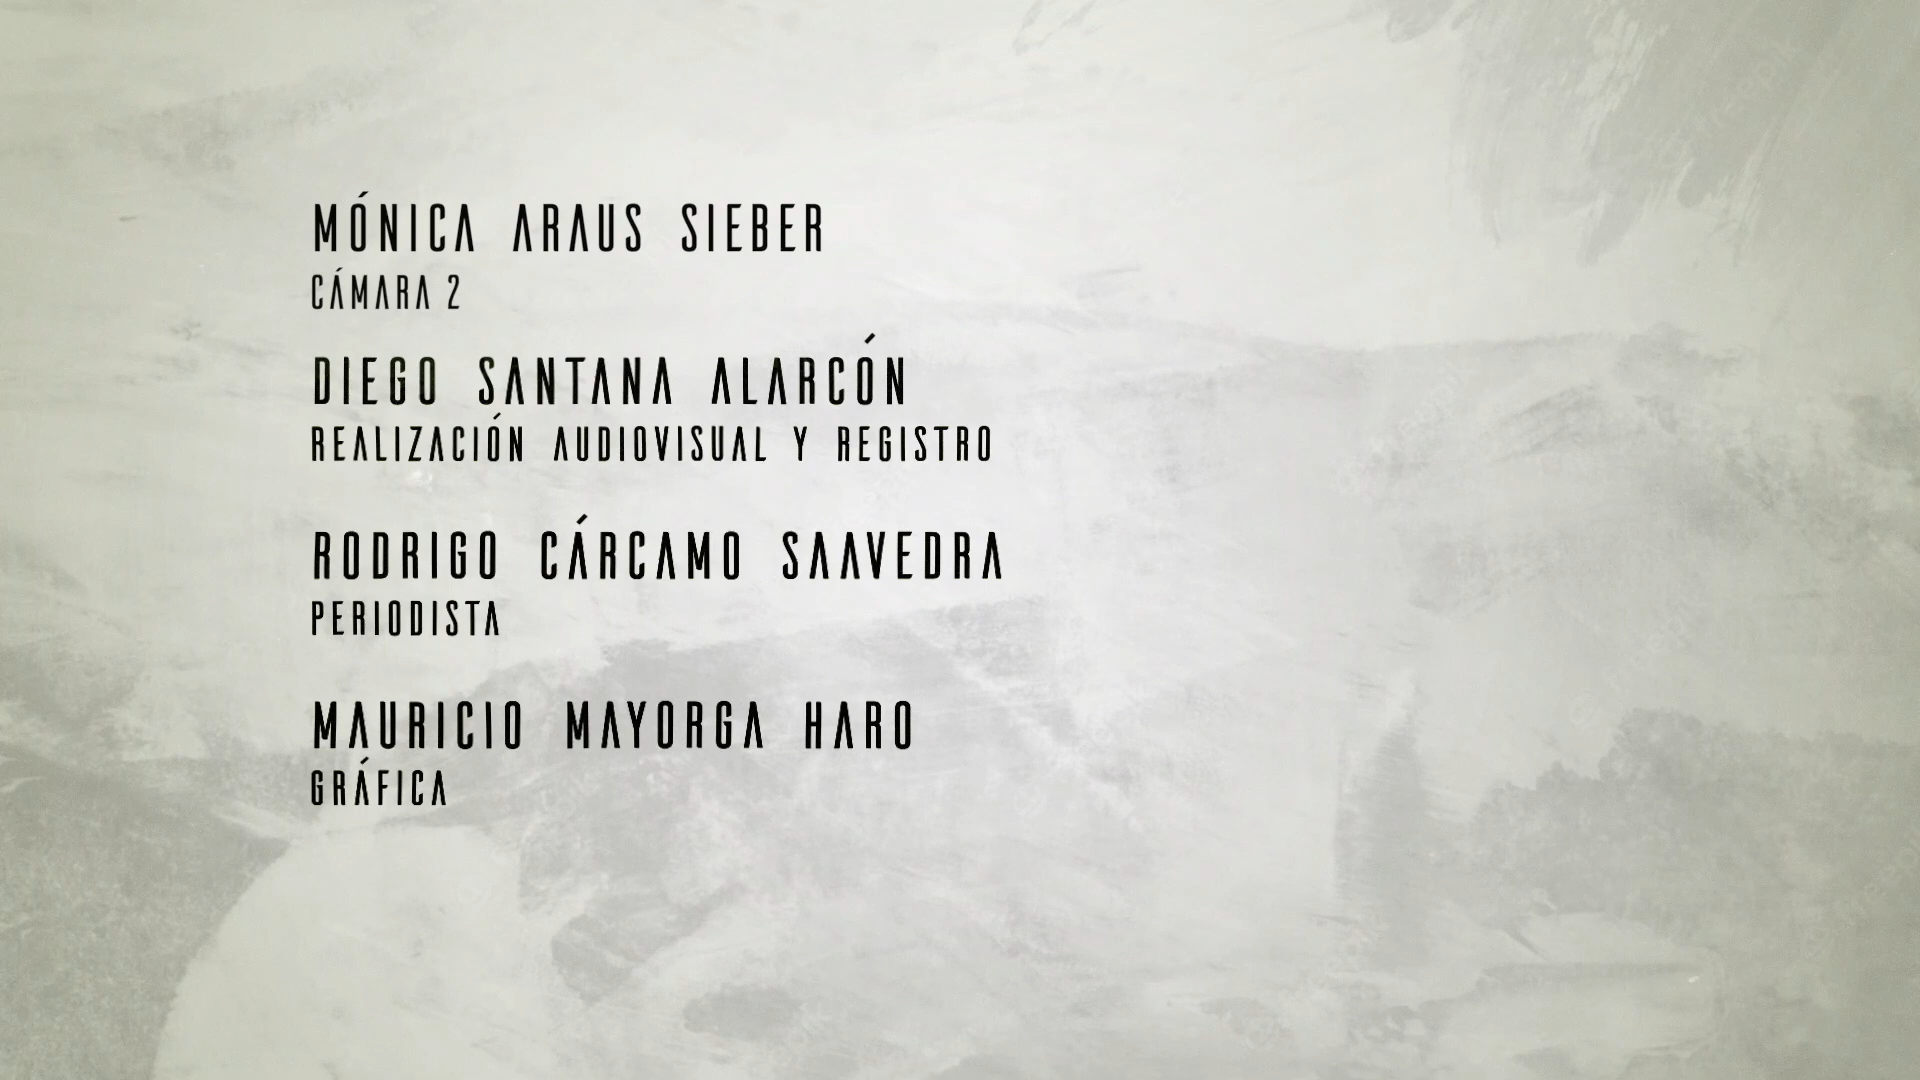 MÓNICA ARAUS SIEBER
CÁMARA 2
DIEGO SANTANA ALARCÓN
REALIZACIÓN AUDIOVISUAL Y REGISTRO
RODRIGO CÁRCAMO SAAVEDRA
PERIODISTA
MAURICIO MAYORGA HARO
GRÁFICA